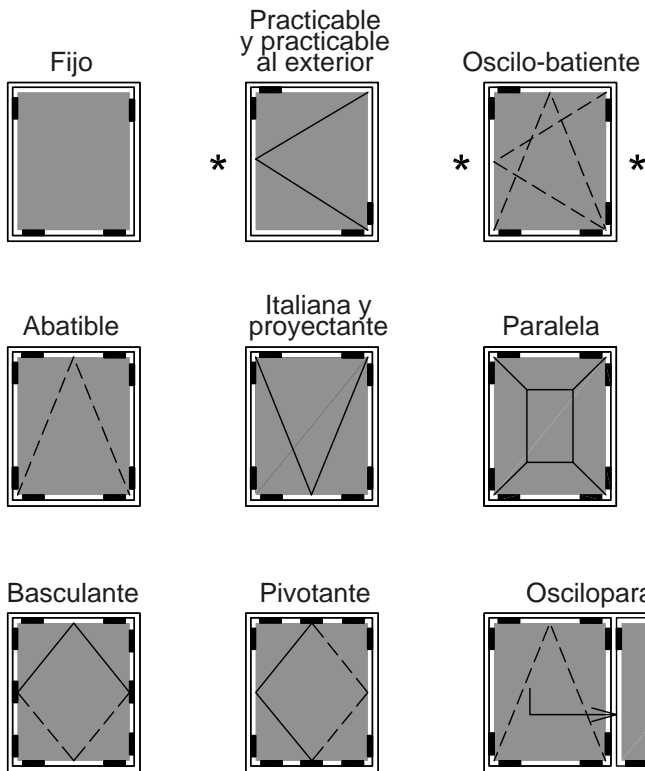 Fijo
Practicable
y practicable
al exterior
Oscilo-batiente
*
*
*
Abatible
Italiana y
proyectante
Paralela
Basculante
Pivotante